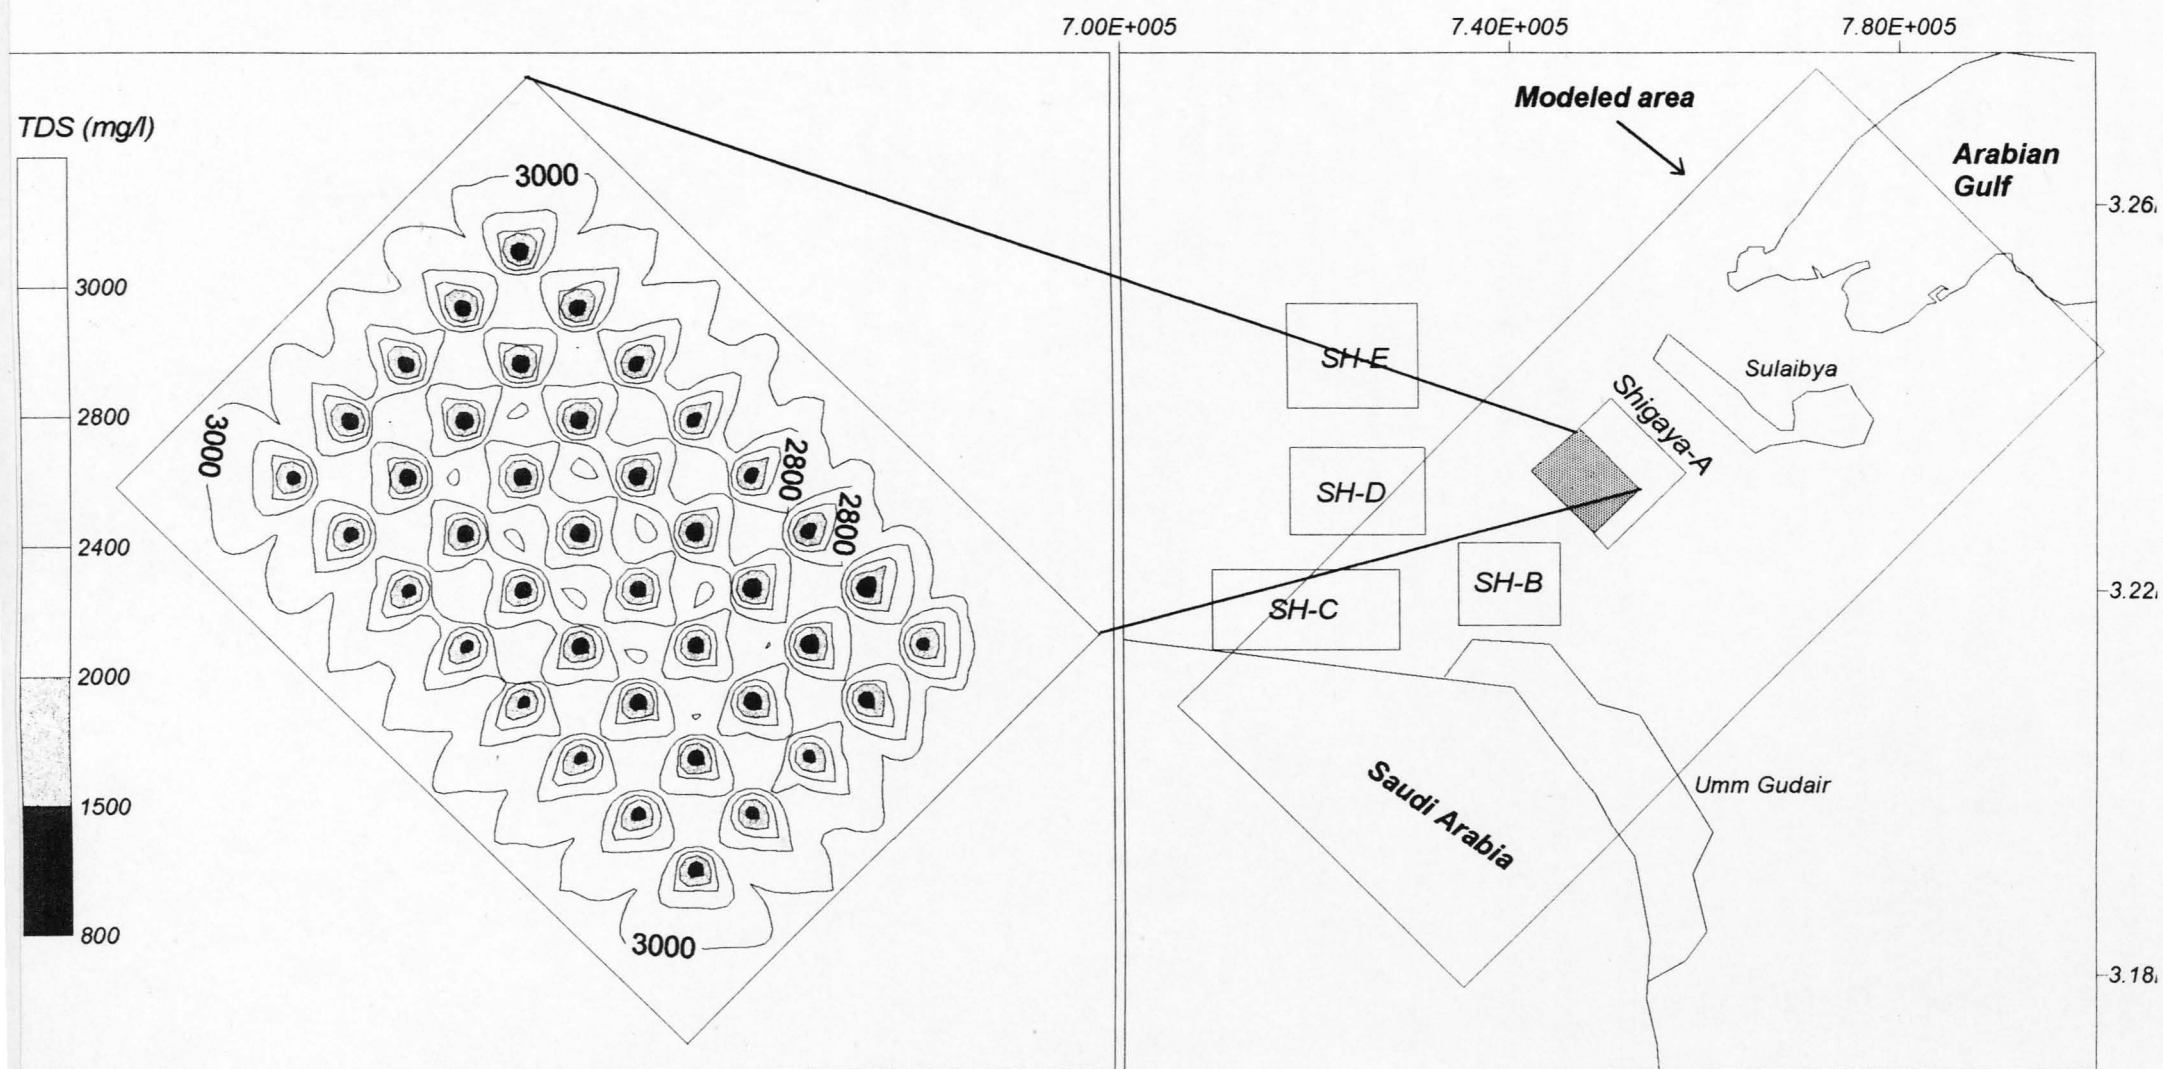 7.00E+005
7.40E+005
7.80E+005
TDS (mg/l)
3000
2800
2400
2000
1500
800
3000
3000
2800
2800
3000
Modeled area
Arabian
Gulf
3.26
3.22
3.18
SH-E
SH-D
SH-C
SH-B
Shigaya-A
Sulaibya
Saudi Arabia
Umm Gudair